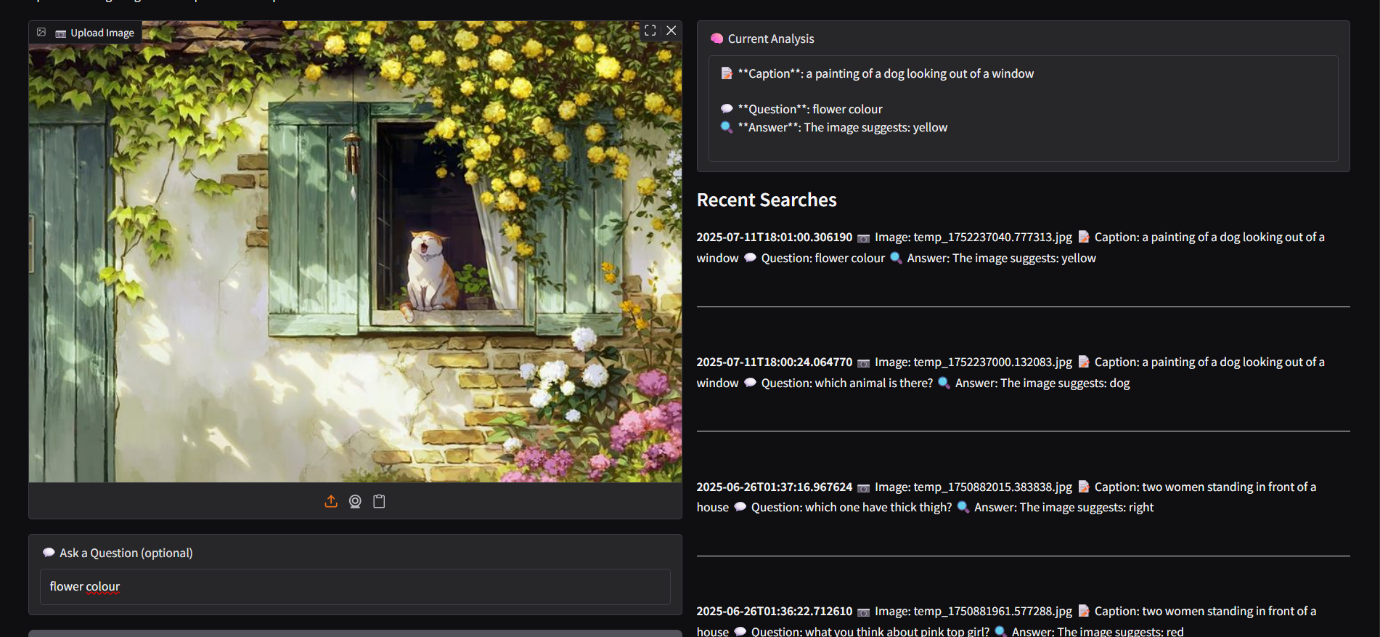 Upload Image
flower colour
Ask a Question (optional)
Current Analysis
**Caption**: a painting of a dog looking out of a window
**Question**: flower colour
**Answer**: The image suggests: yellow
Recent Searches
2025-07-11T18:01:00.306190 Image: temp_1752237040.777313.jpg Caption: a painting of a dog looking out of a
window Question: flower colour Answer: The image suggests: yellow
2025-07-11T18:00:24.064770 Image: temp_1752237000.132083.jpg Caption: a painting of a dog looking out of a
window Question: which animal is there? Answer: The image suggests: dog
2025-06-26T01:37:16.967624 Image: temp_1750882015.383838.jpg Caption: two women standing in front of a
house Question: which one have thick thigh? Answer: The image suggests: right
2025-06-26T01:36:22.712610 Image: temp_1750881961.577288.jpg Caption: two women standing in front of a
house Question: what you think about pink top girl? Answer: The image suggests: red